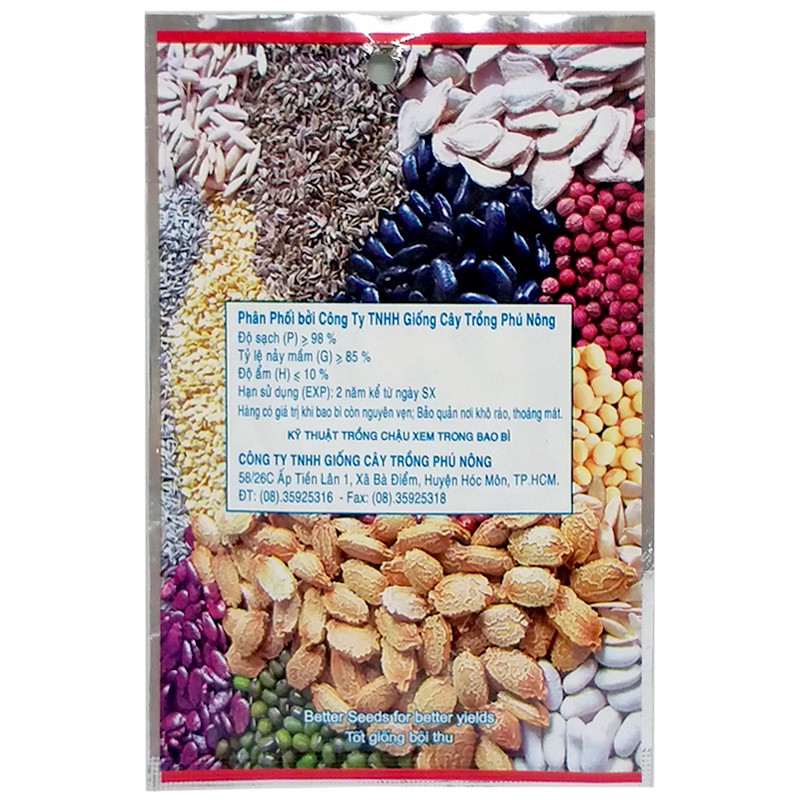 Phân Phối bởi Công Ty TNHH Giống Cây Trồng Phú Nông
Độ sạch (P) ≥ 98 %
Tỷ lệ nảy mầm (G) ≥ 85 %
Độ ẩm (H) ≤ 10 %
Hạn sử dụng (EXP): 2 năm kể từ ngày SX
Hàng có giá trị khi bao bì còn nguyên vẹn; Bảo quản nơi khô ráo, thoáng mát.
KỸ THUẬT TRỒNG CHẬU XEM TRONG BAO BÌ
CÔNG TY TNHH GIỐNG CÂY TRỒNG PHÚ NÔNG
58/26C Ấp Tiền Lân 1, Xã Bà Điểm, Huyện Hóc Môn, TP.HCM.
ĐT: (08).35925316 - Fax: (08).35925318
Better Seeds for better yields
Tốt giống bội thu